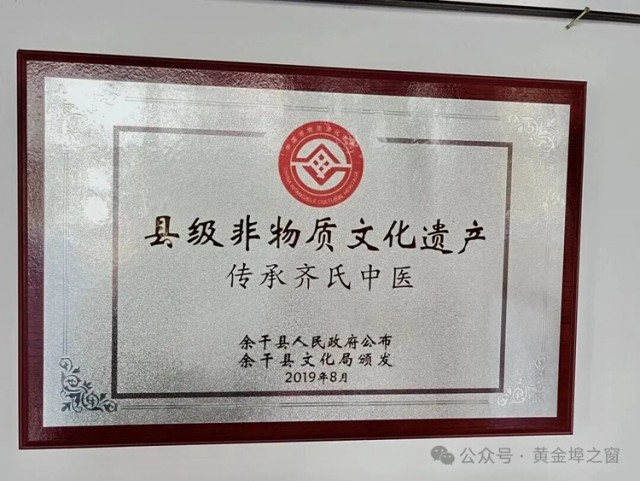 县级非物质文化遗产
传承齐氏中医
余干县人民政府公布
余干县文化局颁发
2019年8月
公众号·黄金埠之窗